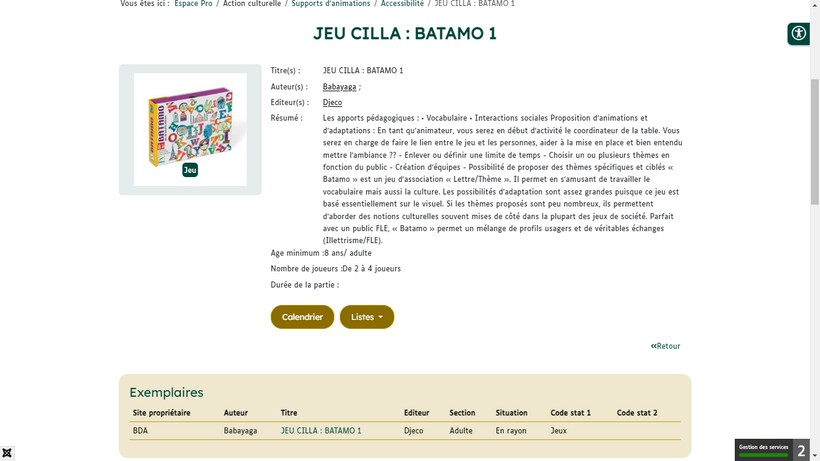 Vous êtes ici : Espace Pro / Action culturelle / Supports d'animations / Accessibilité / JEU CILLA : BATAMO 1
JEU CILLA : BATAMO 1
Titre(s) : JEU CILLA : BATAMO 1
Auteur(s) : Babayaga ;
Editeur(s) : Djeco
Résumé : Les apports pédagogiques : • Vocabulaire • Interactions sociales Proposition d'animations et
d'adaptations : En tant qu'animateur, vous serez en début d'activité le coordinateur de la table. Vous
serez en charge de faire le lien entre le jeu et les personnes, aider à la mise en place et bien entendu
mettre l'ambiance ?? - Enlever ou définir une limite de temps - Choisir un ou plusieurs thèmes en
fonction du public - Création d'équipes - Possibilité de proposer des thèmes spécifiques et ciblés «
Batamo » est un jeu d'association « Lettre/Thème ». Il permet en s'amusant de travailler le
vocabulaire mais aussi la culture. Les possibilités d'adaptation sont assez grandes puisque ce jeu est
basé essentiellement sur le visuel. Si les thèmes proposés sont peu nombreux, ils permettent
d'aborder des notions culturelles souvent mises de côté dans la plupart des jeux de société. Parfait
avec un public FLE, « Batamo » permet un mélange de profils usagers et de véritables échanges
(Illettrisme/FLE).
Jeu
Age minimum :8 ans/ adulte
Nombre de joueurs :De 2 à 4 joueurs
Durée de la partie :
Calendrier Listes
«Retour
Exemplaires
Site propriétaire Auteur Titre Editeur Section Situation Code stat 1 Code stat 2
BDA Babayaga JEU CILLA : BATAMO 1 Djeco Adulte En rayon Jeux
Gestion des services 2